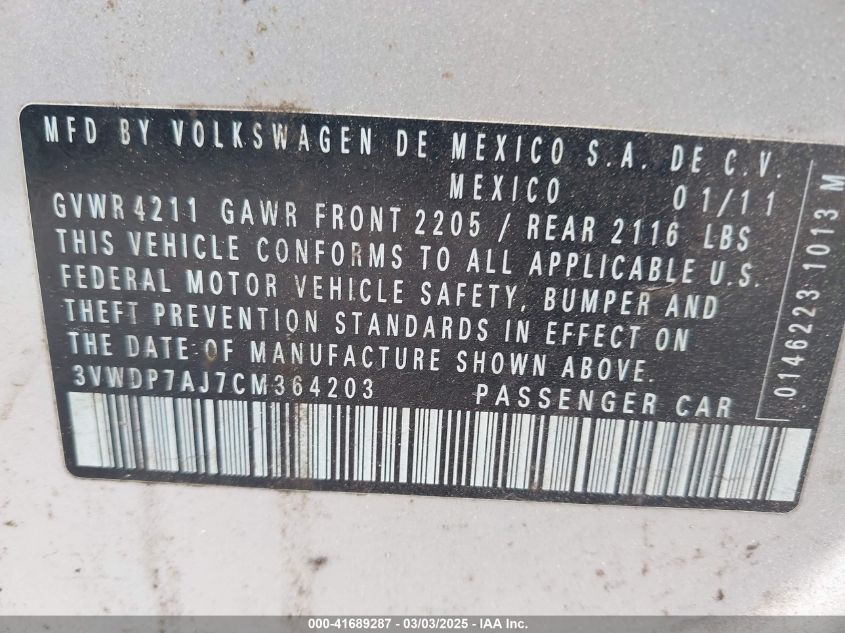 MFD BY VOLKSWAGEN DE MEXICO S.A. DE C.V.
MEXICO 01/11
GVWR 4211 GAWR FRONT 2205 / REAR 2116 LBS
THIS VEHICLE CONFORMS TO ALL APPLICABLE U.S.
FEDERAL MOTOR VEHICLE SAFETY, BUMPER AND
THEFT PREVENTION STANDARDS IN EFFECT ON
THE DATE OF MANUFACTURE SHOWN ABOVE.
3VWDP7AJ7CM364203 PASSENGER CAR
0146223 1013 M
000-41689287 - 03/03/2025 - IAA Inc.